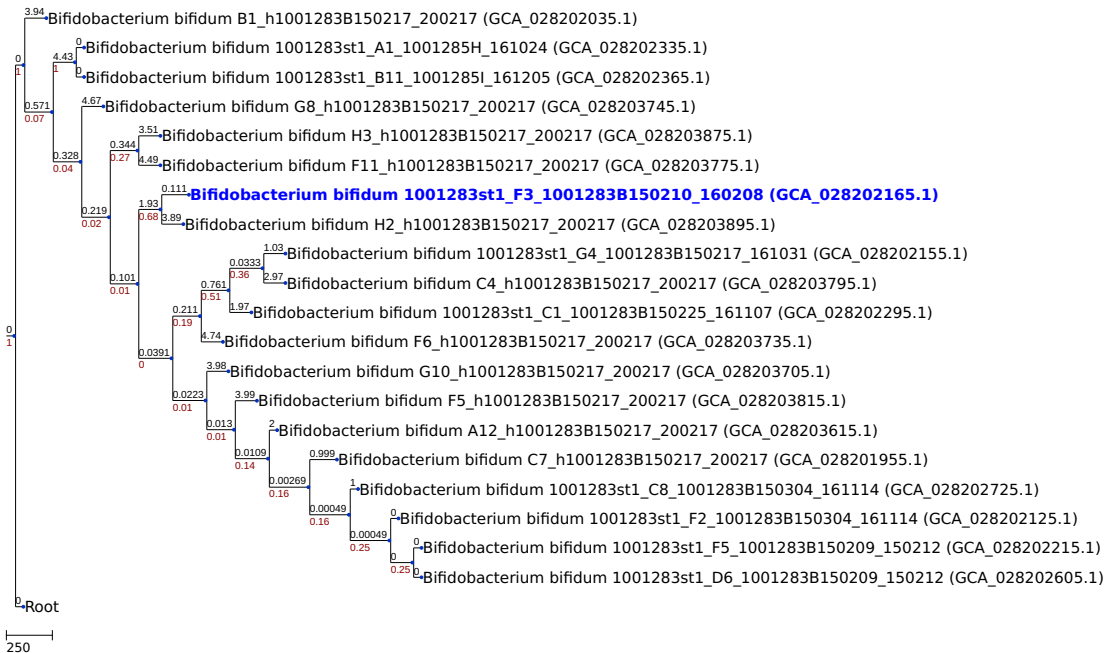 3.94 Bifidobacterium bifidum B1_h1001283B150217_200217 (GCA_028202035.1)
0 Bifidobacterium bifidum 1001283st1_A1_1001285H_161024 (GCA_028202335.1)
0 4.43
1 1
0 Bifidobacterium bifidum 1001283st1_B11_1001285I_161205 (GCA_028202365.1)
4.67 Bifidobacterium bifidum G8_h1001283B150217_200217 (GCA_028203745.1)
0.571
0.07
3.51 Bifidobacterium bifidum H3_h1001283B150217_200217 (GCA_028203875.1)
0.328 0.344
0.04 0.27
4.49 Bifidobacterium bifidum F11_h1001283B150217_200217 (GCA_028203775.1)
0.111 Bifidobacterium bifidum 1001283st1_F3_1001283B150210_160208 (GCA_028202165.1)
0.219 1.93
0.02 0.68
3.89 Bifidobacterium bifidum H2_h1001283B150217_200217 (GCA_028203895.1)
1.03 Bifidobacterium bifidum 1001283st1_G4_1001283B150217_161031 (GCA_028202155.1)
0.0333
0.36
2.97 Bifidobacterium bifidum C4_h1001283B150217_200217 (GCA_028203795.1)
0.101 0.761
0.01 0.51
1.97 Bifidobacterium bifidum 1001283st1_C1_1001283B150225_161107 (GCA_028202295.1)
0.211
0.19
0 4.74 Bifidobacterium bifidum F6_h1001283B150217_200217 (GCA_028203735.1)
1
0.0391
0
3.98 Bifidobacterium bifidum G10_h1001283B150217_200217 (GCA_028203705.1)
0.0223
0.01
3.99 Bifidobacterium bifidum F5_h1001283B150217_200217 (GCA_028203815.1)
0.013
0.01
2 Bifidobacterium bifidum A12_h1001283B150217_200217 (GCA_028203615.1)
0.0109
0.14
0.999 Bifidobacterium bifidum C7_h1001283B150217_200217 (GCA_028201955.1)
0.00269
0.16
1 Bifidobacterium bifidum 1001283st1_C8_1001283B150304_161114 (GCA_028202725.1)
0.00049
0.16
0 Bifidobacterium bifidum 1001283st1_F2_1001283B150304_161114 (GCA_028202125.1)
0.00049
0.25
0 Bifidobacterium bifidum 1001283st1_F5_1001283B150209_150212 (GCA_028202215.1)
0
0.25
0 Bifidobacterium bifidum 1001283st1_D6_1001283B150209_150212 (GCA_028202605.1)
0 Root
250